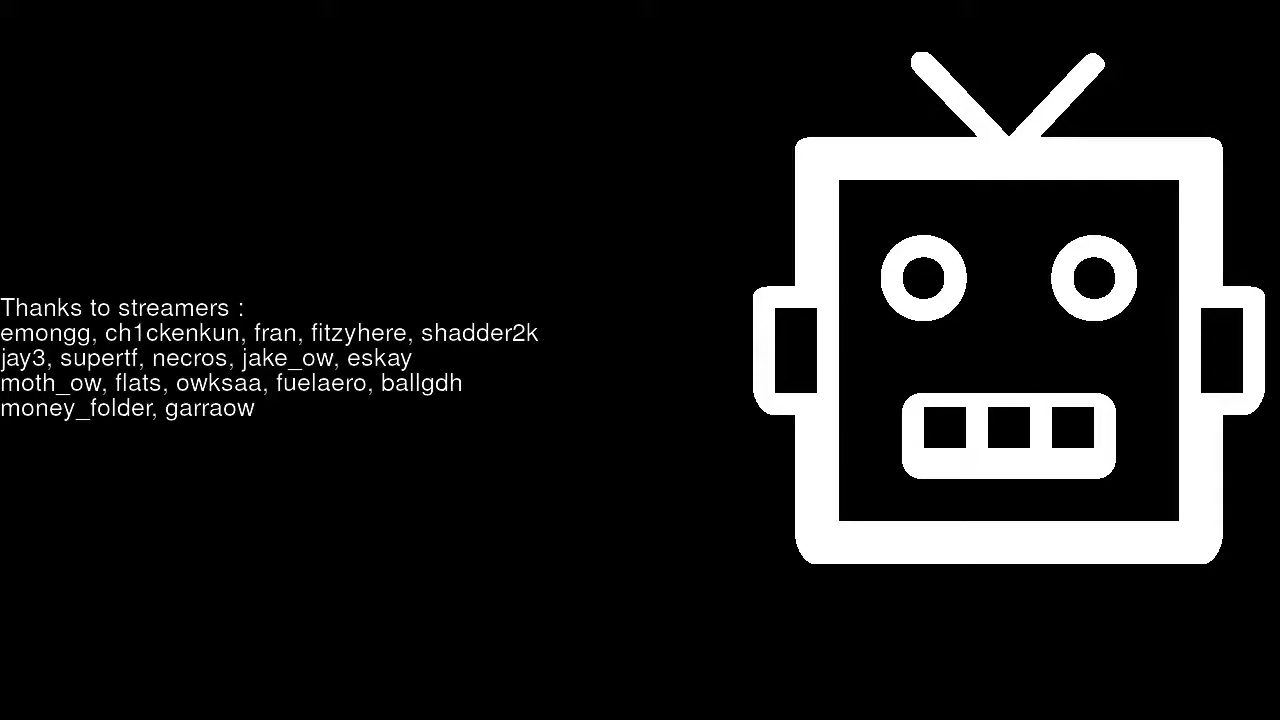 Thanks to streamers :
emongg, ch1ckenkun, fran, fitzyhere, shadder2k
jay3, supertf, necros, jake_ow, eskay
moth_ow, flats, owksaa, fuelaero, ballgdh
money_folder, garraow